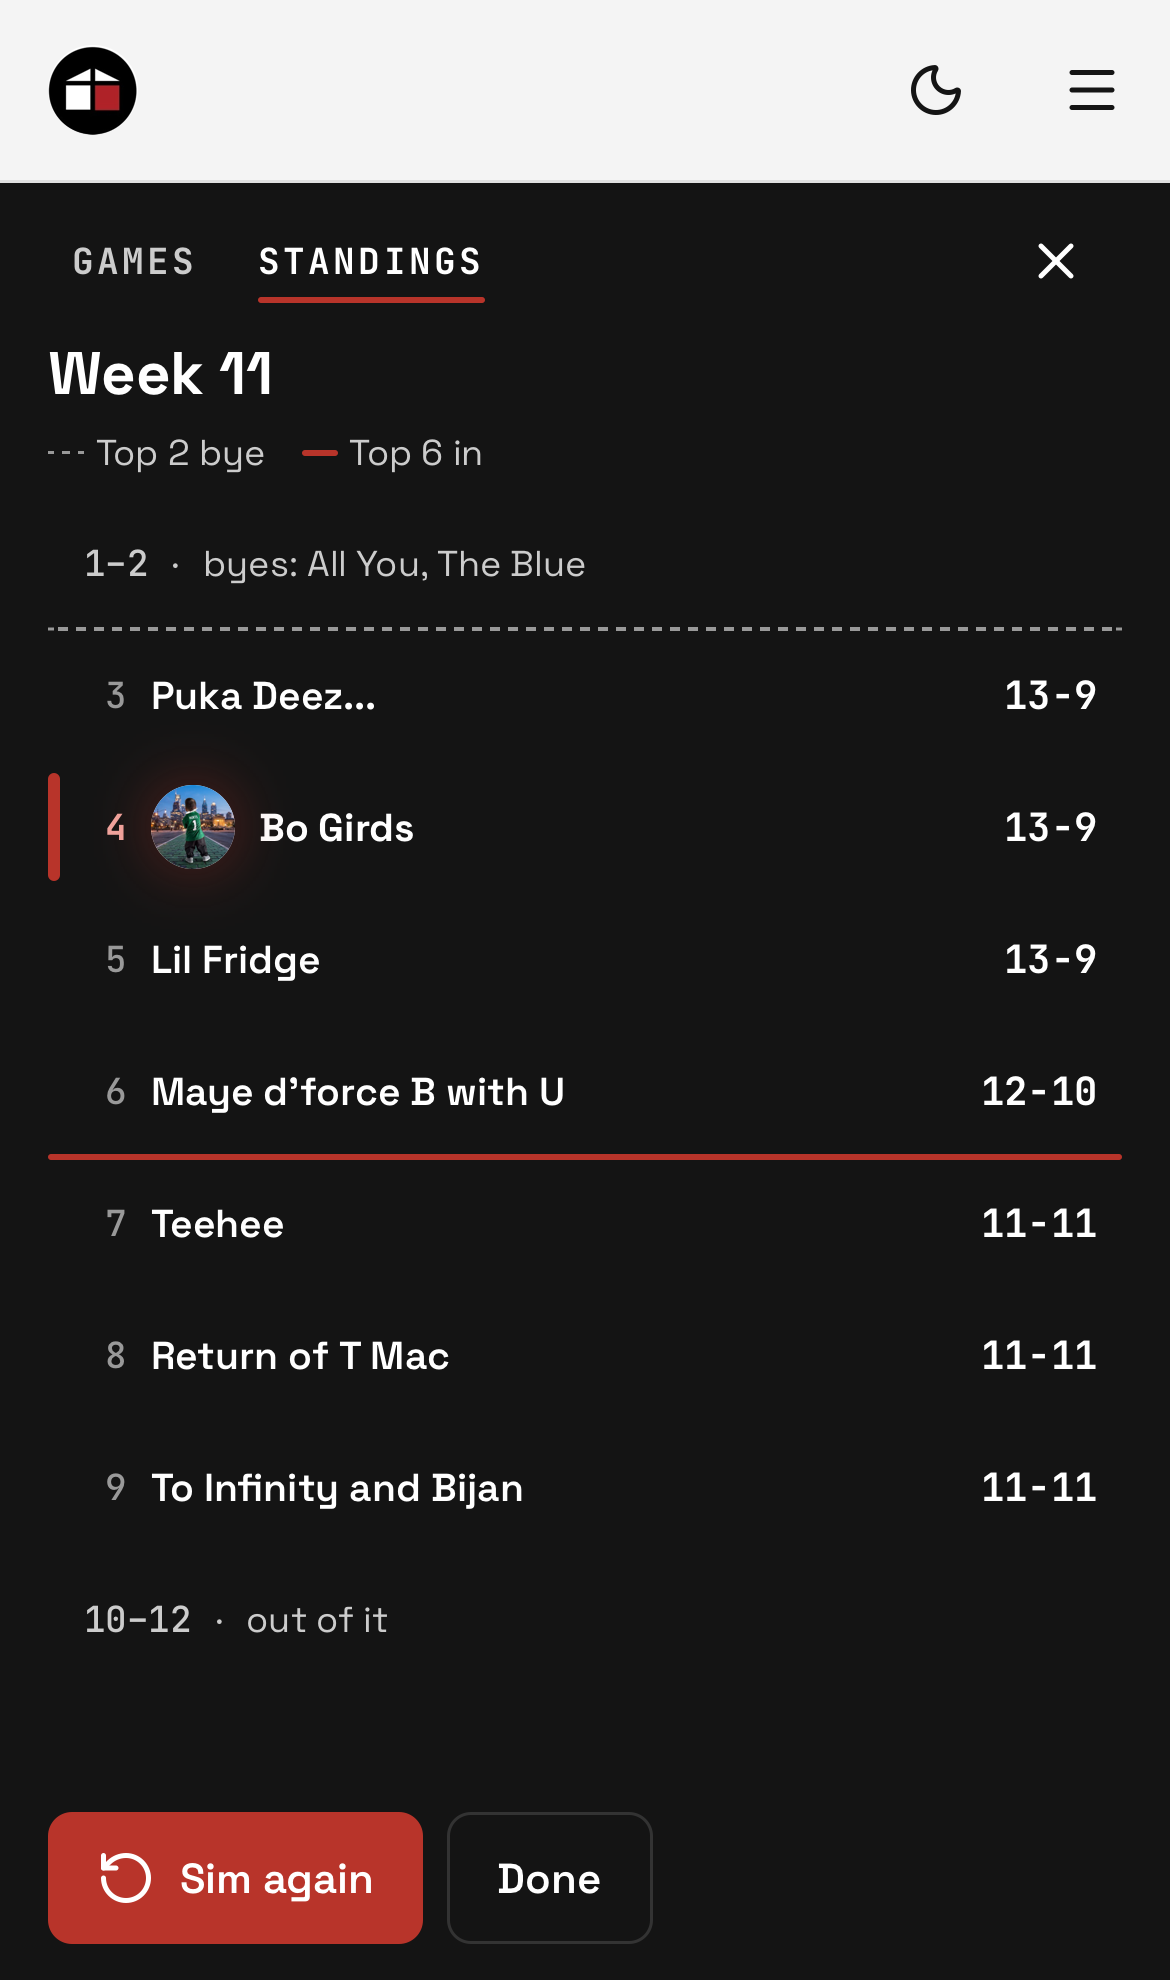 GAMES STANDINGS
Week 11
Top 2 bye Top 6 in
1–2 · byes: All You, The Blue
3 Puka Deez... 13-9
4 Bo Girds 13-9
5 Lil Fridge 13-9
6 Maye d’force B with U 12-10
7 Teehee 11-11
8 Return of T Mac 11-11
9 To Infinity and Bijan 11-11
10–12 · out of it
Sim again Done